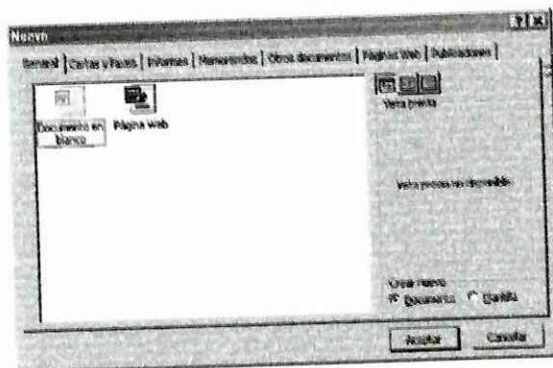 Nuevo
General Cartas y Faxes Informes Memorandos Otros documentos Páginas Web Publicaciones
Documento en blanco
Página Web
Vista previa
Vista previa no disponible.
Crear nuevo
Documento Plantilla
Aceptar Cancelar